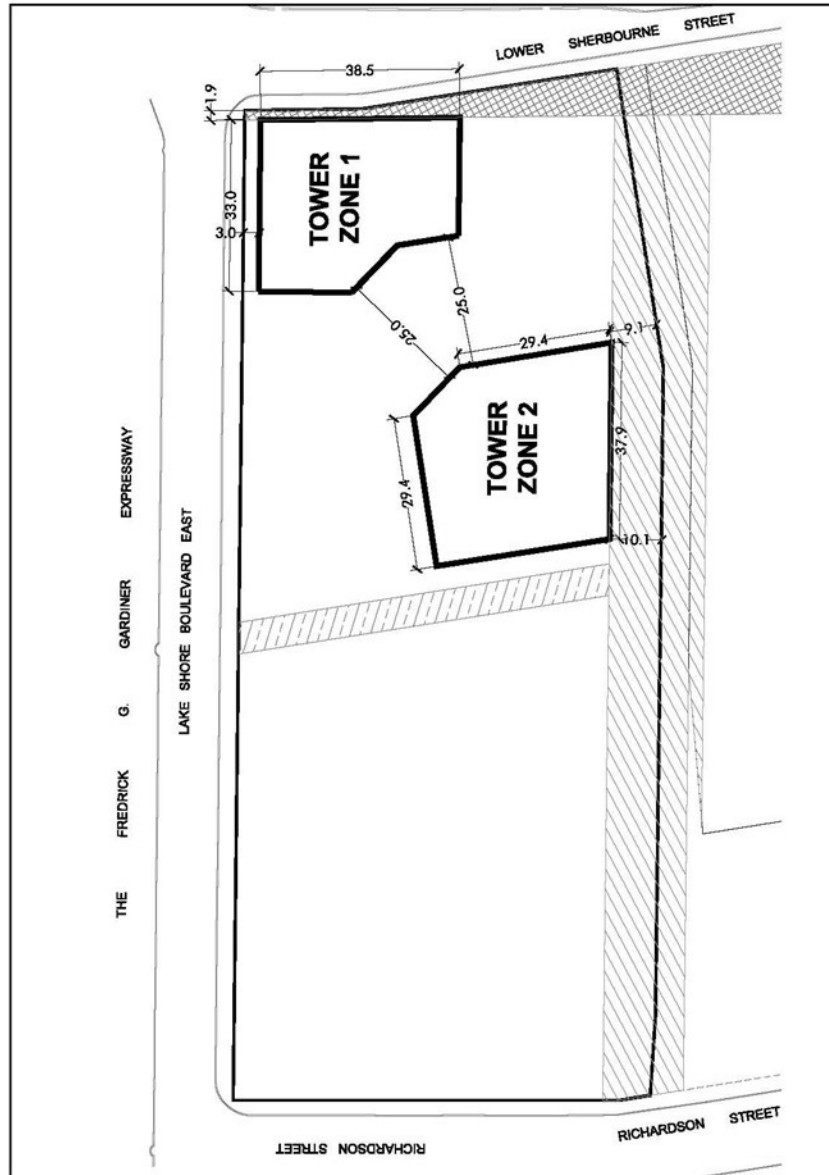 LOWER SHERBOURNE STREET
38.5
1.9
33.0
3.0
TOWER
ZONE 1
25.0
25.0
29.4
9.1
TOWER
ZONE 2
37.9
29.4
10.1
THE FREDRICK G. GARDINER EXPRESSWAY
LAKE SHORE BOULEVARD EAST
RICHARDSON STREET
RICHARDSON STREET